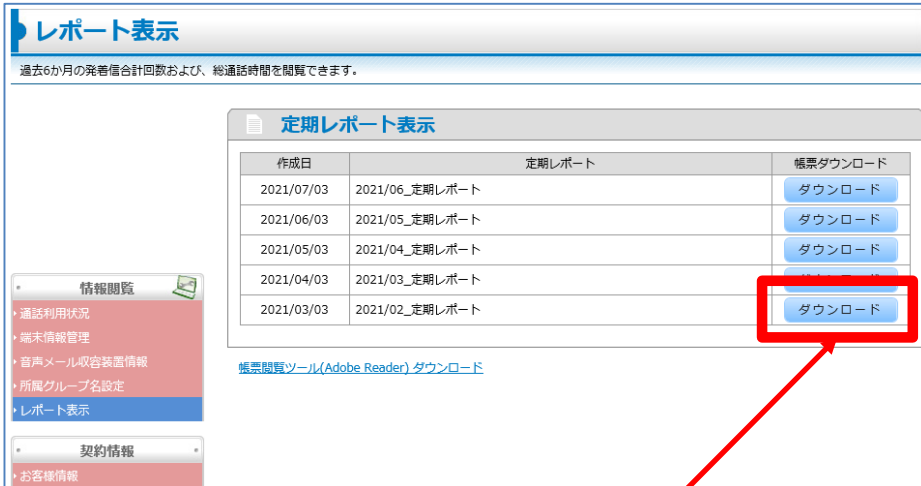 レポート表示
過去6か月の発着信合計回数および、総通話時間を閲覧できます。
定期レポート表示
作成日 定期レポート 帳票ダウンロード
2021/07/03 2021/06_定期レポート ダウンロード
2021/06/03 2021/05_定期レポート ダウンロード
2021/05/03 2021/04_定期レポート ダウンロード
2021/04/03 2021/03_定期レポート
2021/03/03 2021/02_定期レポート ダウンロード
帳票閲覧ツール(Adobe Reader) ダウンロード
情報閲覧
通話利用状況
端末情報管理
音声メール収容装置情報
所属グループ名設定
レポート表示
契約情報
お客様情報